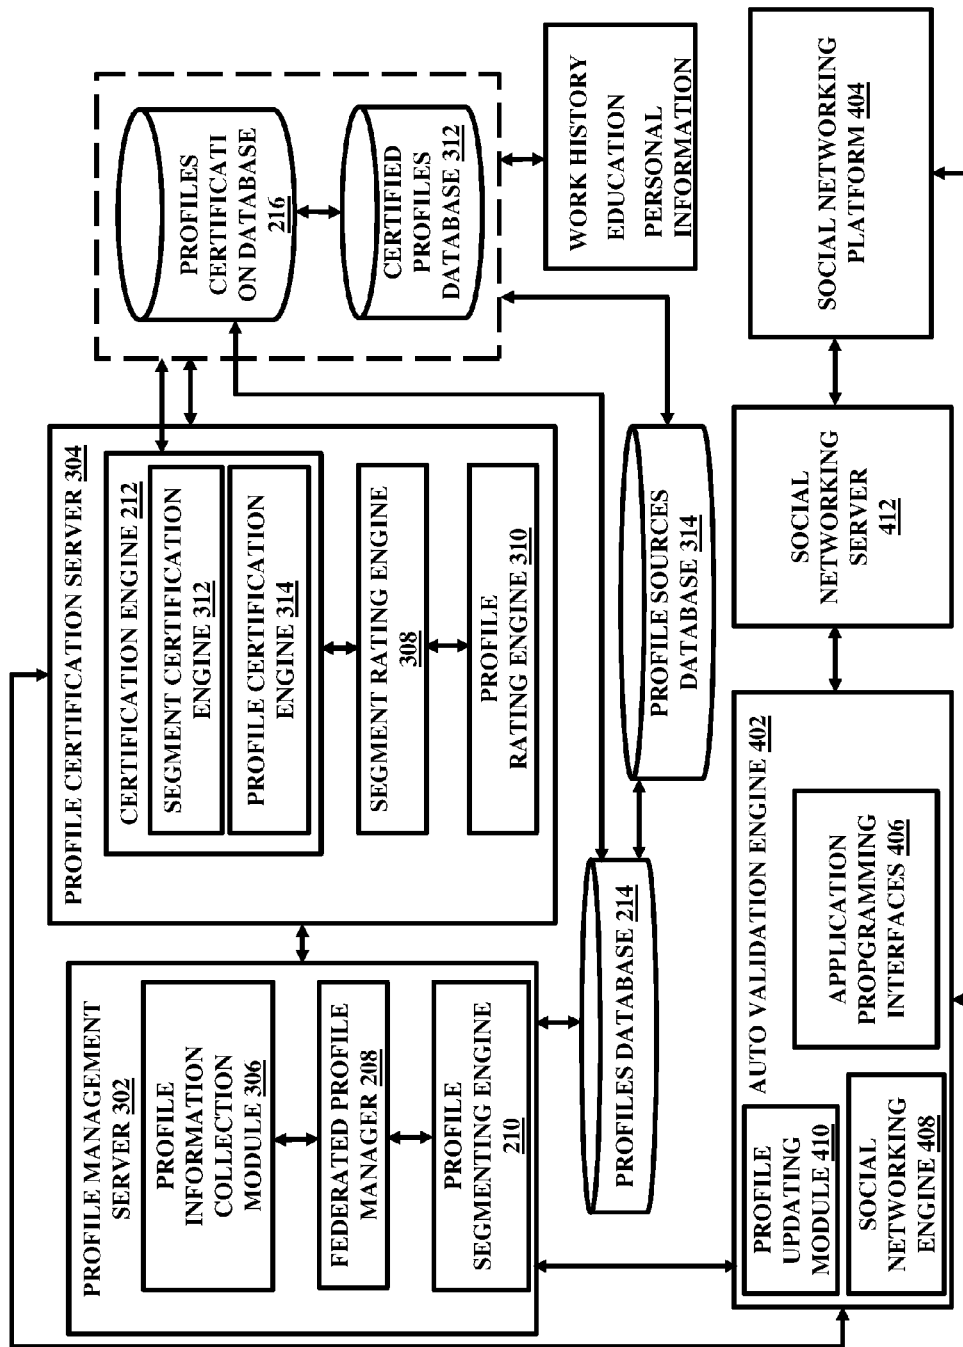 PROFILE MANAGEMENT
SERVER 302
PROFILE
INFORMATION
COLLECTION
MODULE 306
FEDERATED PROFILE
MANAGER 208
PROFILE
SEGMENTING ENGINE
210
PROFILE CERTIFICATION SERVER 304
CERTIFICATION ENGINE 212
SEGMENT CERTIFICATION
ENGINE 312
PROFILE CERTIFICATION
ENGINE 314
SEGMENT RATING ENGINE
308
PROFILE
RATING ENGINE 310
PROFILES
CERTIFICATI
ON DATABASE
216
CERTIFIED
PROFILES
DATABASE 312
WORK HISTORY
EDUCATION
PERSONAL
INFORMATION
PROFILES DATABASE 214
PROFILE SOURCES
DATABASE 314
AUTO VALIDATION ENGINE 402
PROFILE
UPDATING
MODULE 410
SOCIAL
NETWORKING
ENGINE 408
APPLICATION
PROPGRAMMING
INTERFACES 406
SOCIAL
NETWORKING
SERVER
412
SOCIAL NETWORKING
PLATFORM 404